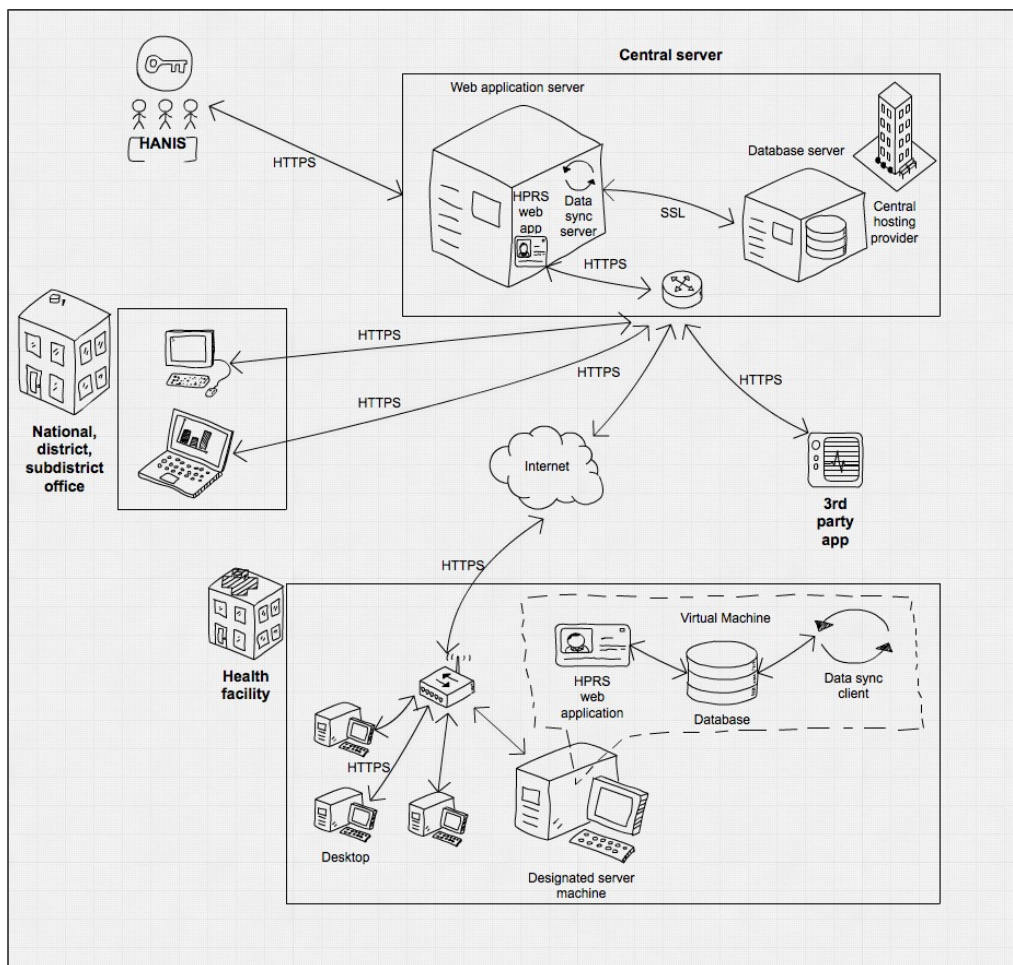 Central server
Web application server
HANIS
HTTPS
Database server
HPRS
web
app
Data
sync
server
SSL
Central
hosting
provider
HTTPS
HTTPS
HTTPS
HTTPS
HTTPS
National,
district,
subdistrict
office
Internet
3rd
party
app
HTTPS
Health
facility
Virtual Machine
HPRS
web
application
Database
Data sync
client
HTTPS
Desktop
Designated server
machine